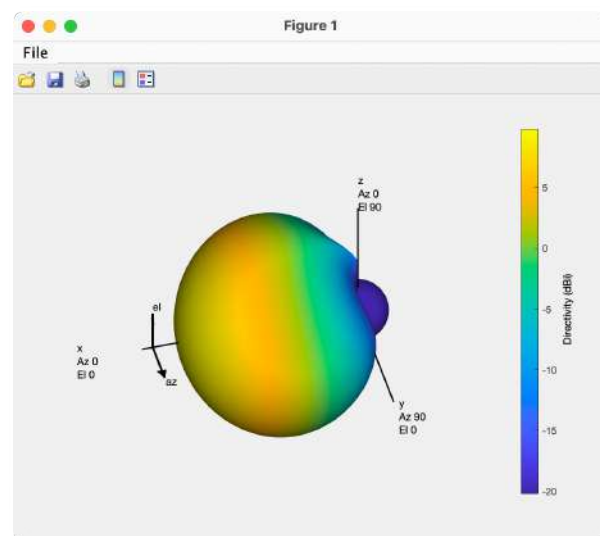 Figure 1
File
z
Az 0
El 90
el
x
Az 0
El 0
az
y
Az 90
El 0
5
0
-5
-10
-15
-20
Directivity (dBi)